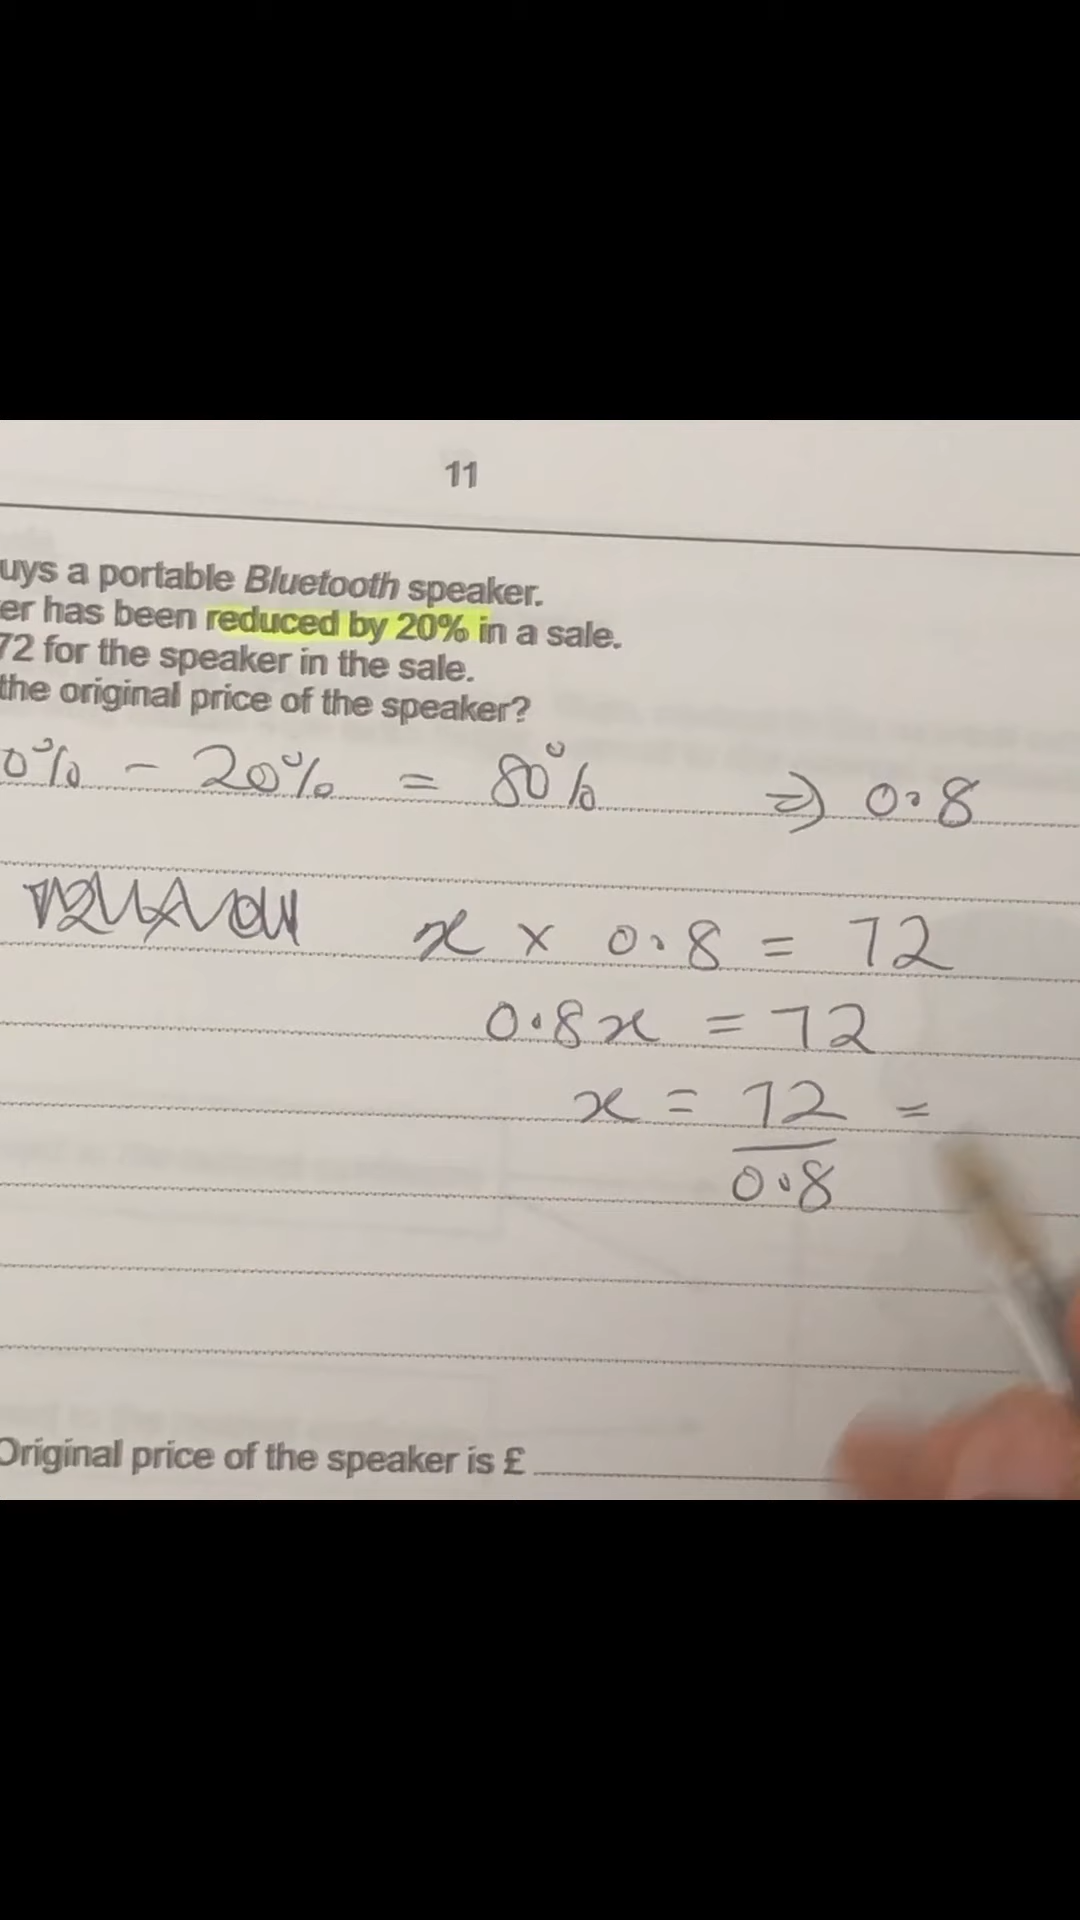 11
uys a portable Bluetooth speaker.
er has been reduced by 20% in a sale.
72 for the speaker in the sale.
the original price of the speaker?
0% - 20% = 80% ⇒ 0.8
x × 0.8 = 72
0.8x = 72
x = 72 =
0.8
Original price of the speaker is £